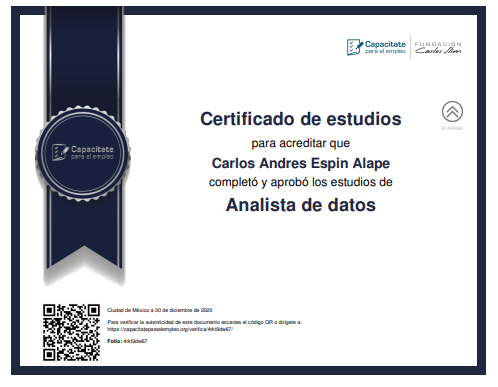 Capacítate
para el empleo
FUNDACIÓN
Carlos Slim
Certificado de estudios
para acreditar que
Carlos Andres Espin Alape
completó y aprobó los estudios de
Analista de datos
Capacítate
para el empleo
Ciudad de México a 30 de diciembre de 2020
Para verificar la autenticidad de este documento escanea el código QR o dirígete a:
https://capacitateparaelempleo.org/verifica/4rkt9dw67/
Folio: 4rkt9dw67